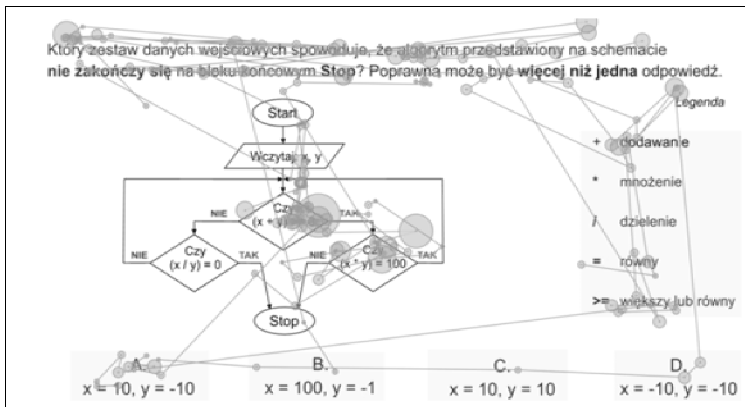 Który zestaw danych wejściowych spowoduje, że algorytm przedstawiony na schemacie
nie zakończy się na bloku końcowym Stop? Poprawna może być więcej niż jedna odpowiedź.
Start
Legenda
+ dodawanie
Wczytaj x, y
* mnożenie
NIE
Czy
TAK
(x + y)
/ dzielenie
NIE
Czy
(x / y) = 0
TAK
(x * y) = 100
TAK
= równy
Stop
>= większy lub równy
A.
x = 10, y = -10
B.
x = 100, y = -1
C.
x = 10, y = 10
D.
x = -10, y = -10